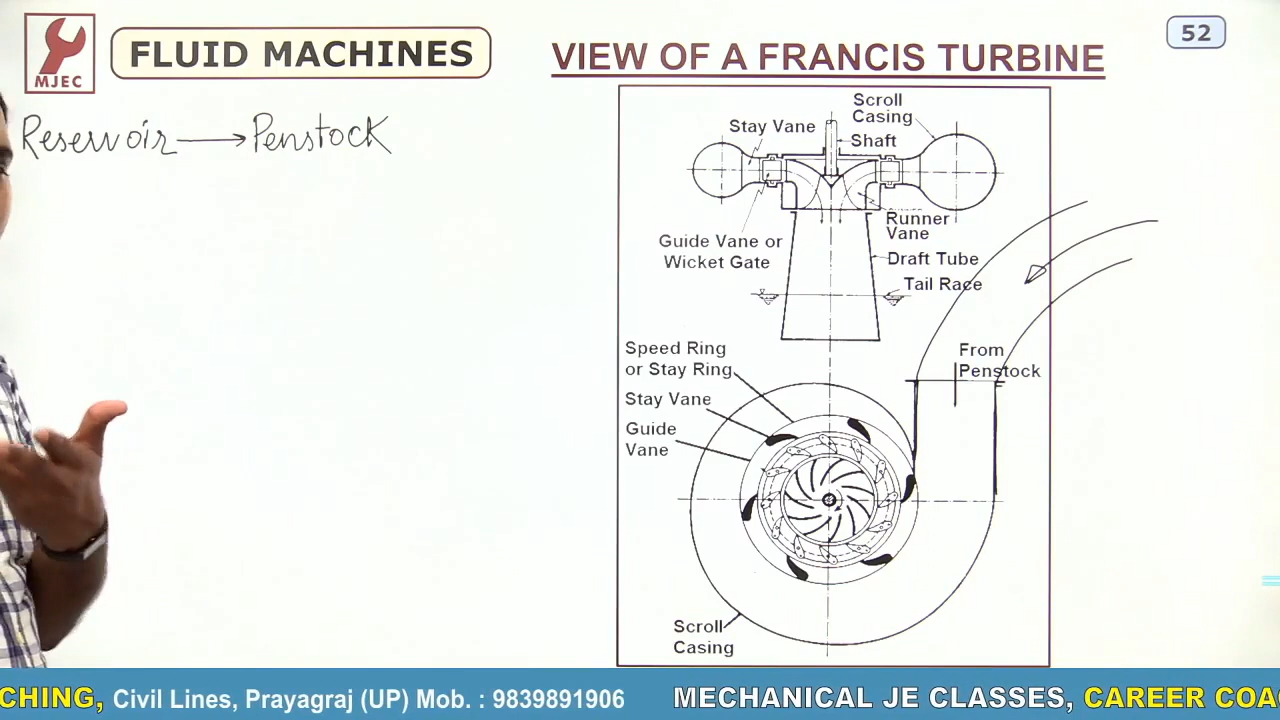 MJEC
FLUID MACHINES
VIEW OF A FRANCIS TURBINE
52
Reservoir → Penstock
Scroll
Casing
Stay Vane
Shaft
Guide Vane or
Wicket Gate
Runner
Vane
Draft Tube
Tail Race
Speed Ring
or Stay Ring
From
Penstock
Stay Vane
Guide
Vane
Scroll
Casing
CHING, Civil Lines, Prayagraj (UP) Mob. : 9839891906 MECHANICAL JE CLASSES, CAREER COA